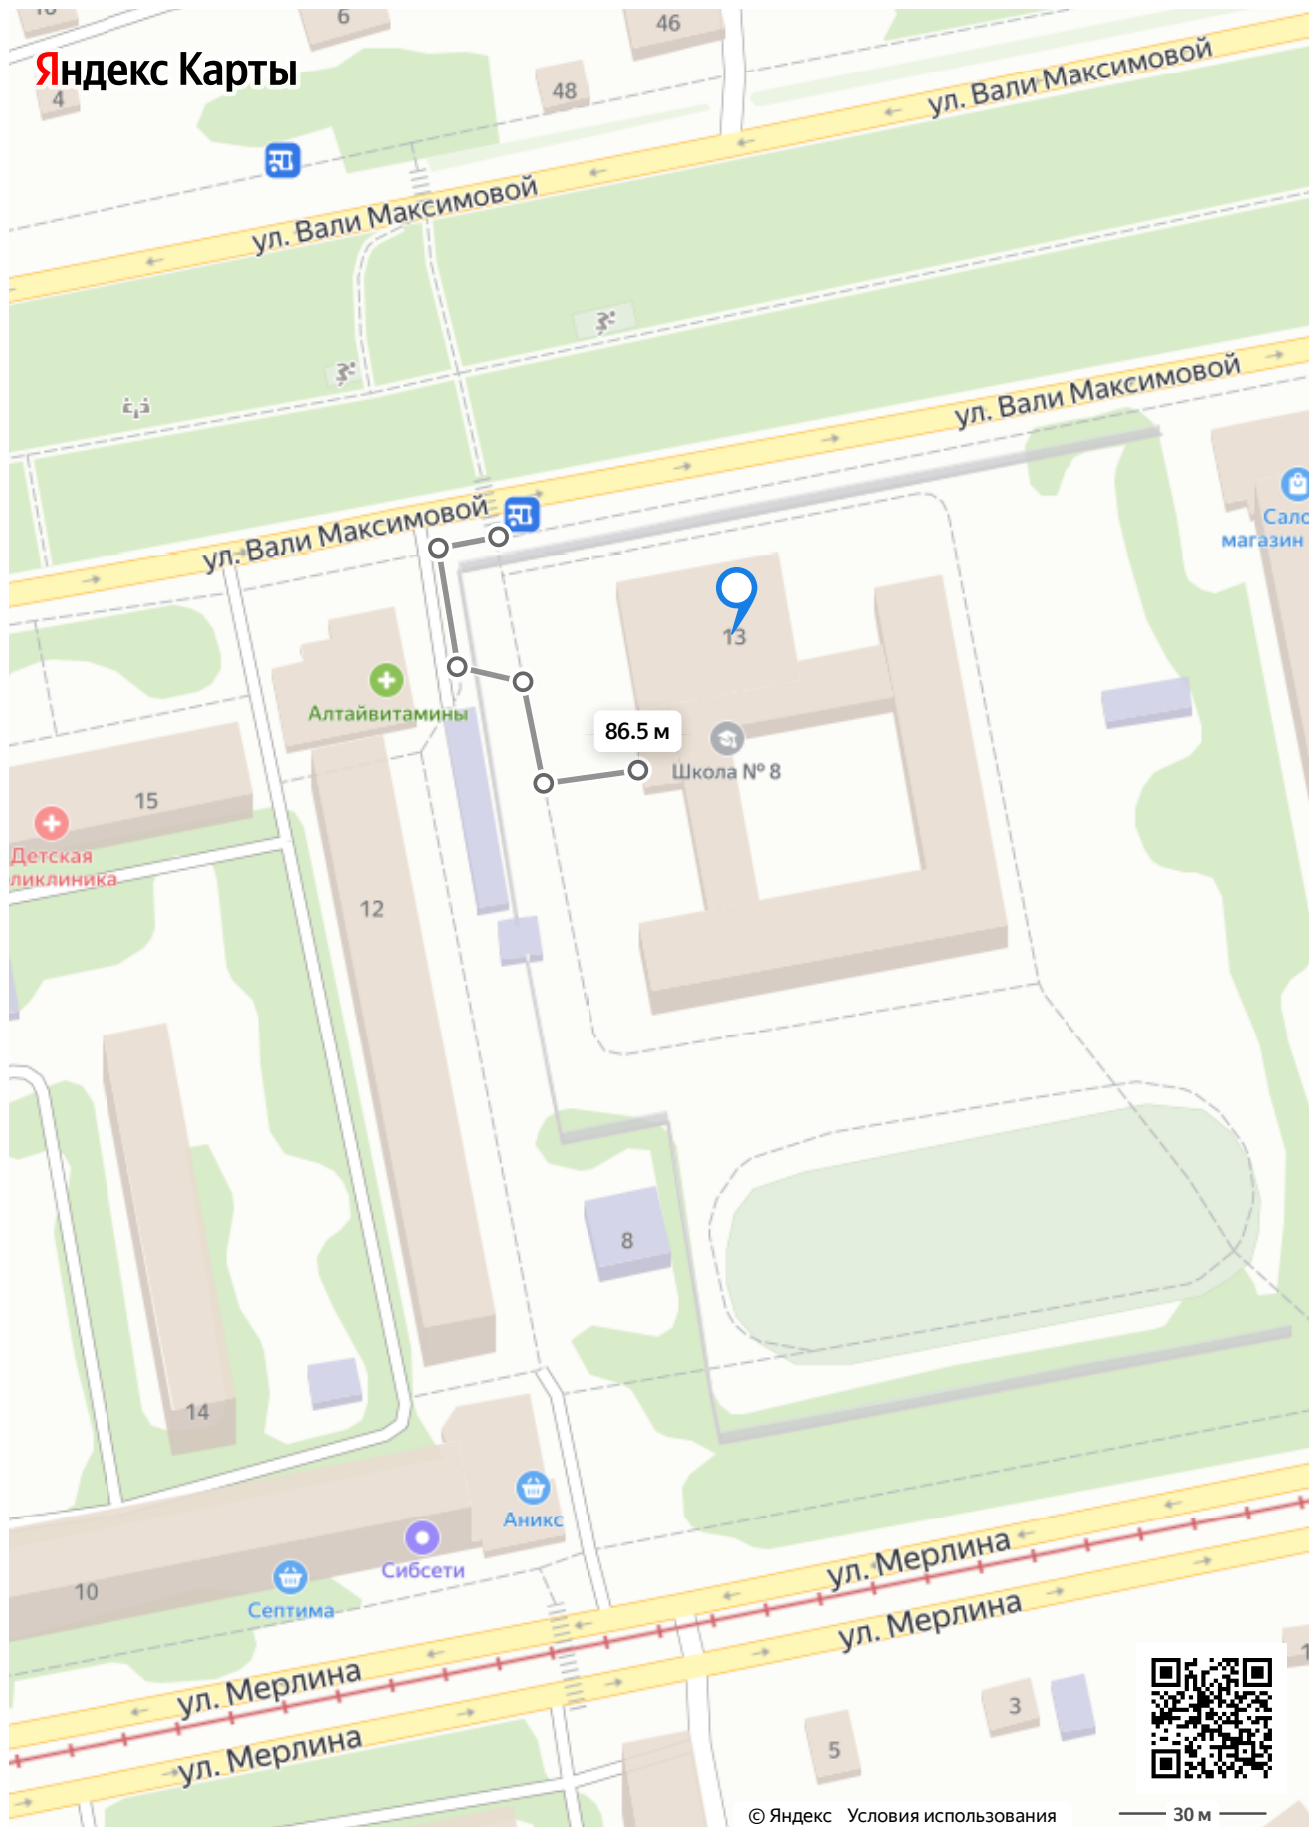 6
46
Яндекс Карты
4
48
ул. Вали Максимовой
ул. Вали Максимовой
ул. Вали Максимовой
ул. Вали Максимовой
Сало
магазин
13
Алтайвитамины
86.5 м
Школа № 8
15
Детская
ликлиника
12
8
14
Аникс
Сибсети
10
Септима
ул. Мерлина
ул. Мерлина
ул. Мерлина
ул. Мерлина
3
5
© Яндекс Условия использования
30 м